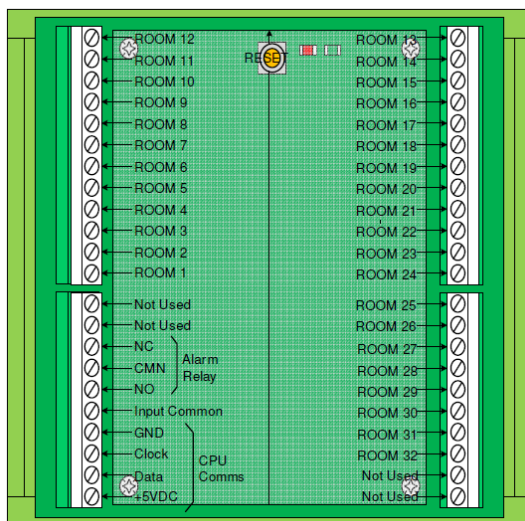 ROOM 12
ROOM 11
ROOM 10
ROOM 9
ROOM 8
ROOM 7
ROOM 6
ROOM 5
ROOM 4
ROOM 3
ROOM 2
ROOM 1
Not Used
Not Used
NC
CMN
NO
Alarm
Relay
Input Common
GND
Clock
Data
+5VDC
CPU
Comms
RESET
ROOM 13
ROOM 14
ROOM 15
ROOM 16
ROOM 17
ROOM 18
ROOM 19
ROOM 20
ROOM 21
ROOM 22
ROOM 23
ROOM 24
ROOM 25
ROOM 26
ROOM 27
ROOM 28
ROOM 29
ROOM 30
ROOM 31
ROOM 32
Not Used
Not Used